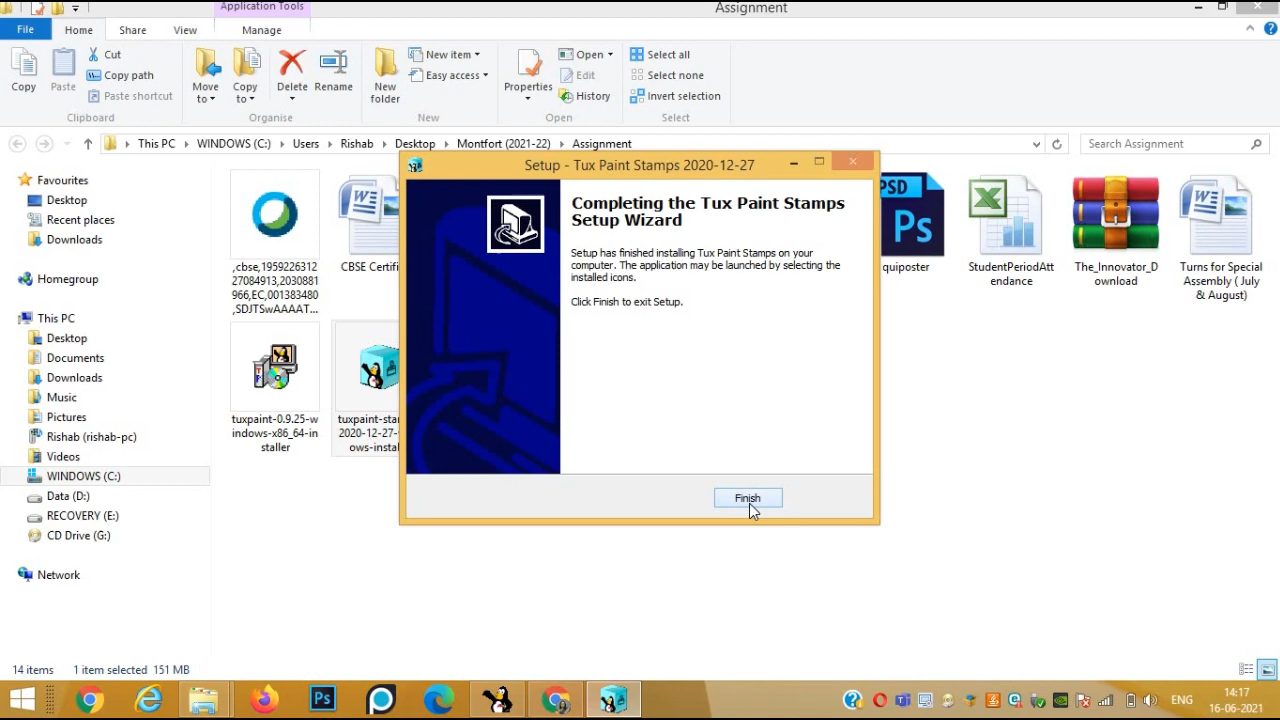 Application Tools
Assignment
File
Home
Share
View
Manage
Copy
Paste
Cut
Copy path
Paste shortcut
Clipboard
Move to
Copy to
Delete
Rename
Organise
New folder
New item
Easy access
New
Properties
Open
Edit
History
Open
Select all
Select none
Invert selection
Select
This PC
WINDOWS (C:)
Users
Rishab
Desktop
Montfort (2021-22)
Assignment
Search Assignment
Favourites
Desktop
Recent places
Downloads
Homegroup
This PC
Desktop
Documents
Downloads
Music
Pictures
Rishab (rishab-pc)
Videos
WINDOWS (C:)
Data (D:)
RECOVERY (E:)
CD Drive (G:)
Network
,cbse,1959226312
27084913,2030881
966,EC,001383480
,SDJTSwAAAAT...
CBSE Certifi
quiposter
StudentPeriodAtt
endance
The_Innovator_D
ownload
Turns for Special
Assembly ( July
& August)
tuxpaint-0.9.25-w
indows-x86_64-in
staller
tuxpaint-sta
2020-12-27-
ows-instal
Setup - Tux Paint Stamps 2020-12-27
Completing the Tux Paint Stamps
Setup Wizard
Setup has finished installing Tux Paint Stamps on your
computer. The application may be launched by selecting the
installed icons.
Click Finish to exit Setup.
Finish
PSD
Ps
14 items
1 item selected 151 MB
Ps
ENG
14:17
16-06-2021